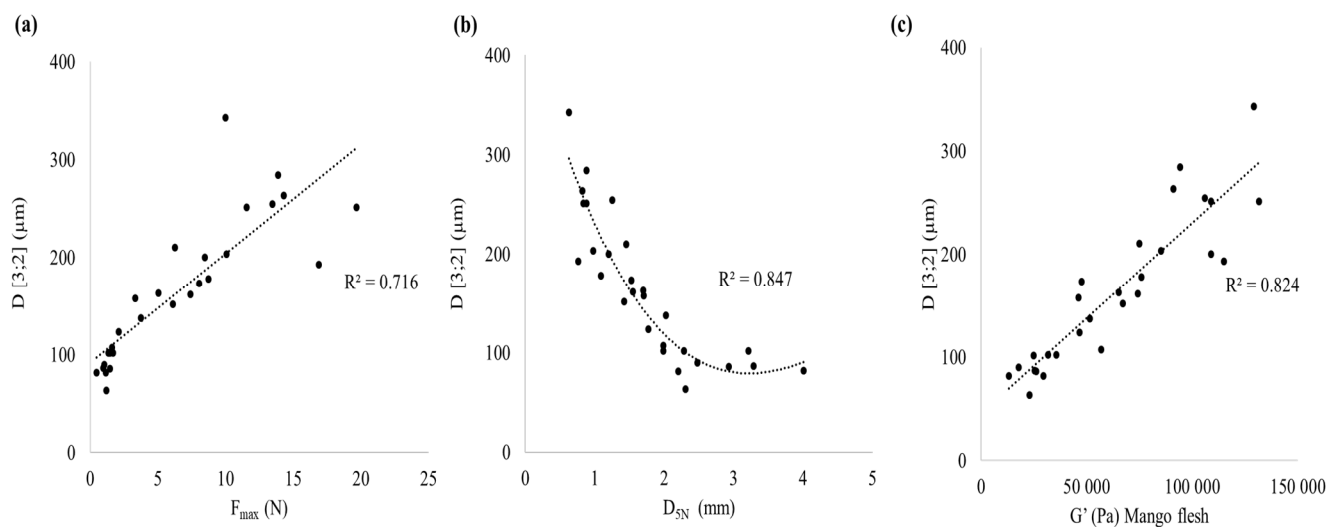 (a)
400
300
200
100
0
D [3;2] (μm)
R² = 0.716
0 5 10 15 20 25
Fmax (N)
(b)
400
300
200
100
0
D [3;2] (μm)
R² = 0.847
0 1 2 3 4 5
D5N (mm)
(c)
400
300
200
100
0
D [3;2] (μm)
R² = 0.824
0 50 000 100 000 150 000
G’ (Pa) Mango flesh